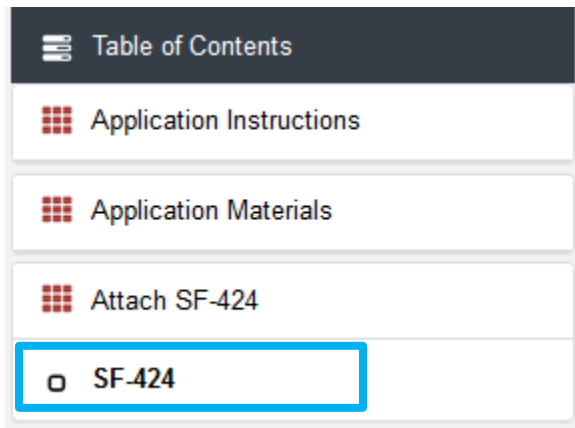 Table of Contents
Application Instructions
Application Materials
Attach SF-424
SF-424